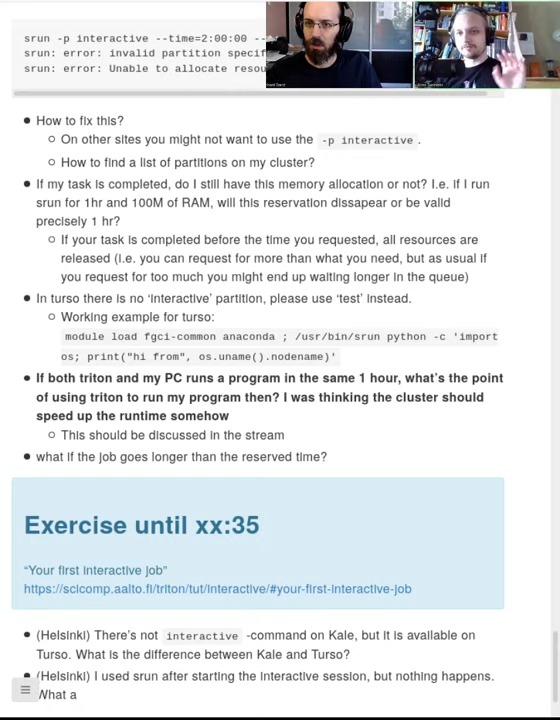 srun -p interactive --time=2:00:00 --
srun: error: invalid partition specif
srun: error: Unable to allocate resou
How to fix this?
On other sites you might not want to use the -p interactive .
How to find a list of partitions on my cluster?
If my task is completed, do I still have this memory allocation or not? I.e. if I run
srun for 1hr and 100M of RAM, will this reservation dissapear or be valid
precisely 1 hr?
If your task is completed before the time you requested, all resources are
released (i.e. you can request for more than what you need, but as usual if
you request for too much you might end up waiting longer in the queue)
In turso there is no ‘interactive’ partition, please use ‘test’ instead.
Working example for turso:
module load fgci-common anaconda ; /usr/bin/srun python -c 'import
os; print("hi from", os.uname().nodename)'
If both triton and my PC runs a program in the same 1 hour, what’s the point
of using triton to run my program then? I was thinking the cluster should
speed up the runtime somehow
This should be discussed in the stream
what if the job goes longer than the reserved time?
Exercise until xx:35
“Your first interactive job”
https://scicomp.aalto.fi/triton/tut/interactive/#your-first-interactive-job
(Helsinki) There’s not interactive -command on Kale, but it is available on
Turso. What is the difference between Kale and Turso?
(Helsinki) I used srun after starting the interactive session, but nothing happens.
What a